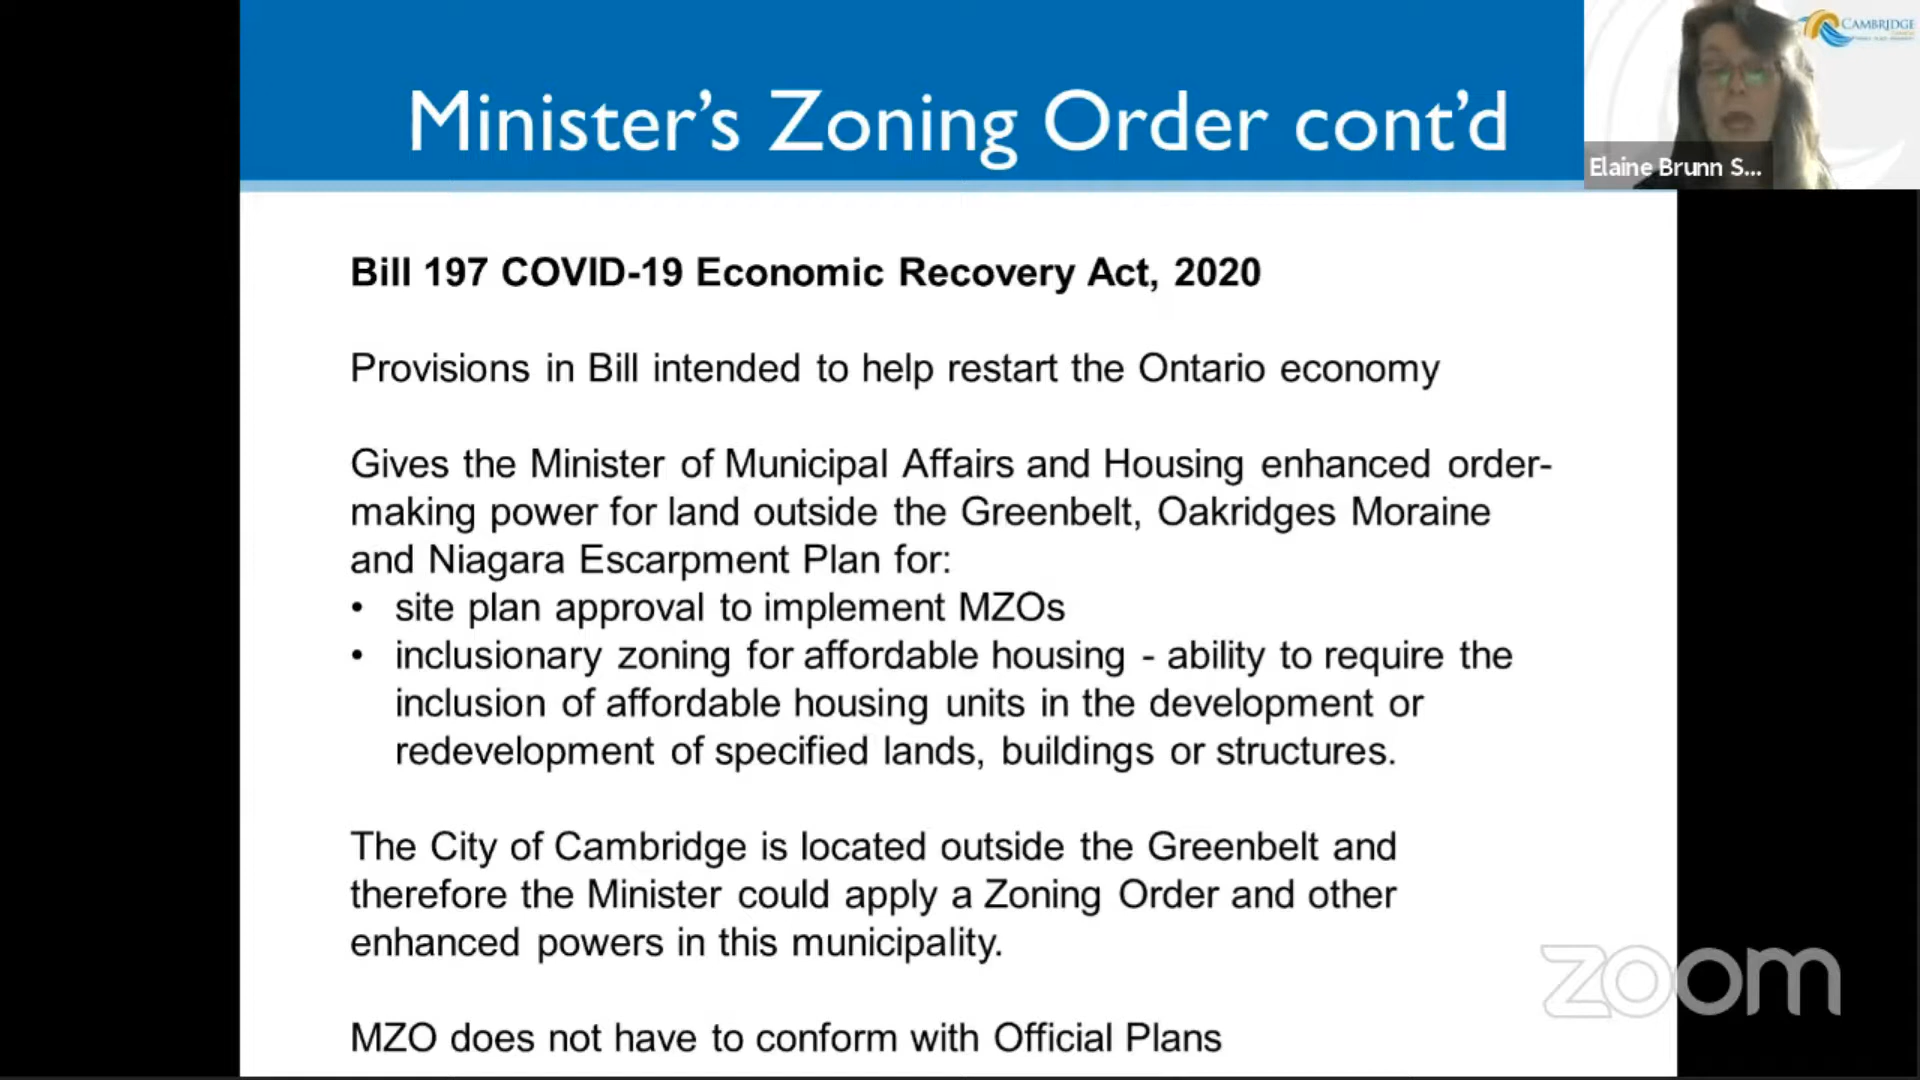 Minister’s Zoning Order cont’d
CAMBRIDGE
Elaine Brunn S...
Bill 197 COVID-19 Economic Recovery Act, 2020
Provisions in Bill intended to help restart the Ontario economy
Gives the Minister of Municipal Affairs and Housing enhanced order-
making power for land outside the Greenbelt, Oakridges Moraine
and Niagara Escarpment Plan for:
• site plan approval to implement MZOs
• inclusionary zoning for affordable housing - ability to require the
inclusion of affordable housing units in the development or
redevelopment of specified lands, buildings or structures.
The City of Cambridge is located outside the Greenbelt and
therefore the Minister could apply a Zoning Order and other
enhanced powers in this municipality.
zoom
MZO does not have to conform with Official Plans